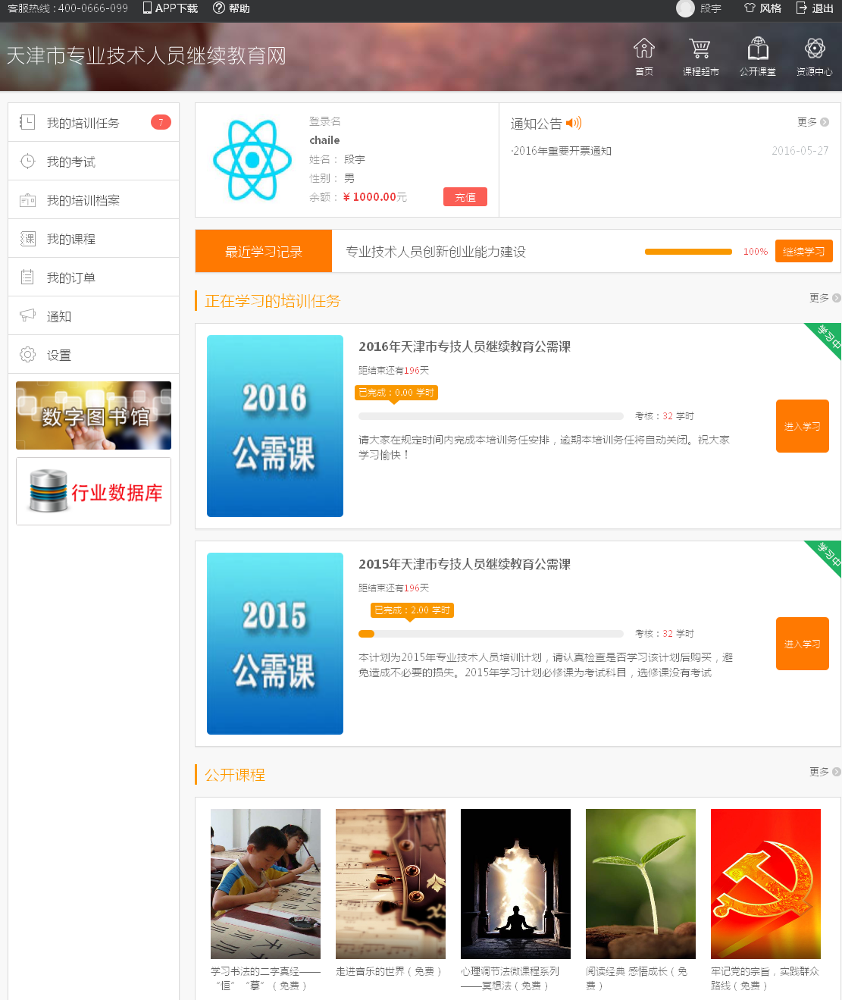 客服热线 : 400-0666-099 APP下载 帮助 段宇 风格 退出
天津市专业技术人员继续教育网
首页 课程超市 公开课堂 资源中心
我的培训任务 7
我的考试
我的培训档案
我的课程
我的订单
通知
设置
数字图书馆
行业数据库
登录名
chaile
姓名： 段宇
性别： 男
余额：¥ 1000.00元 充值
通知公告 更多
·2016年重要开票通知 2016-05-27
最近学习记录 专业技术人员创新创业能力建设 100% 继续学习
正在学习的培训任务 更多
学习中
2016
公需课
2016年天津市专技人员继续教育公需课
距结束还有196天
已完成：0.00 学时
考核：32 学时
进入学习
请大家在规定时间内完成本培训务任安排，逾期本培训务任将自动关闭。祝大家
学习愉快！
学习中
2015
公需课
2015年天津市专技人员继续教育公需课
距结束还有196天
已完成：2.00 学时
考核：32 学时
进入学习
本计划为2015年专业技术人员培训计划，请认真检查是否学习该计划后购买，避
免造成不必要的损失。2015年学习计划必修课为考试科目，选修课没有考试
公开课程 更多
学习书法的二字真经——
“恒”“摹”（免费）
走进音乐的世界（免费）
心理调节法微课程系列
——冥想法（免费）
阅读经典 感悟成长（免
费）
牢记党的宗旨，实践群众
路线（免费）